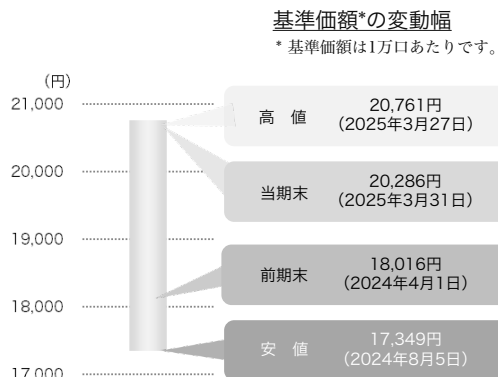 基準価額*の変動幅
* 基準価額は1万口あたりです。
（円）
21,000
20,000
19,000
18,000
17,000
高　値
20,761円
（2025年3月27日）
当期末
20,286円
（2025年3月31日）
前期末
18,016円
（2024年4月1日）
安　値
17,349円
（2024年8月5日）